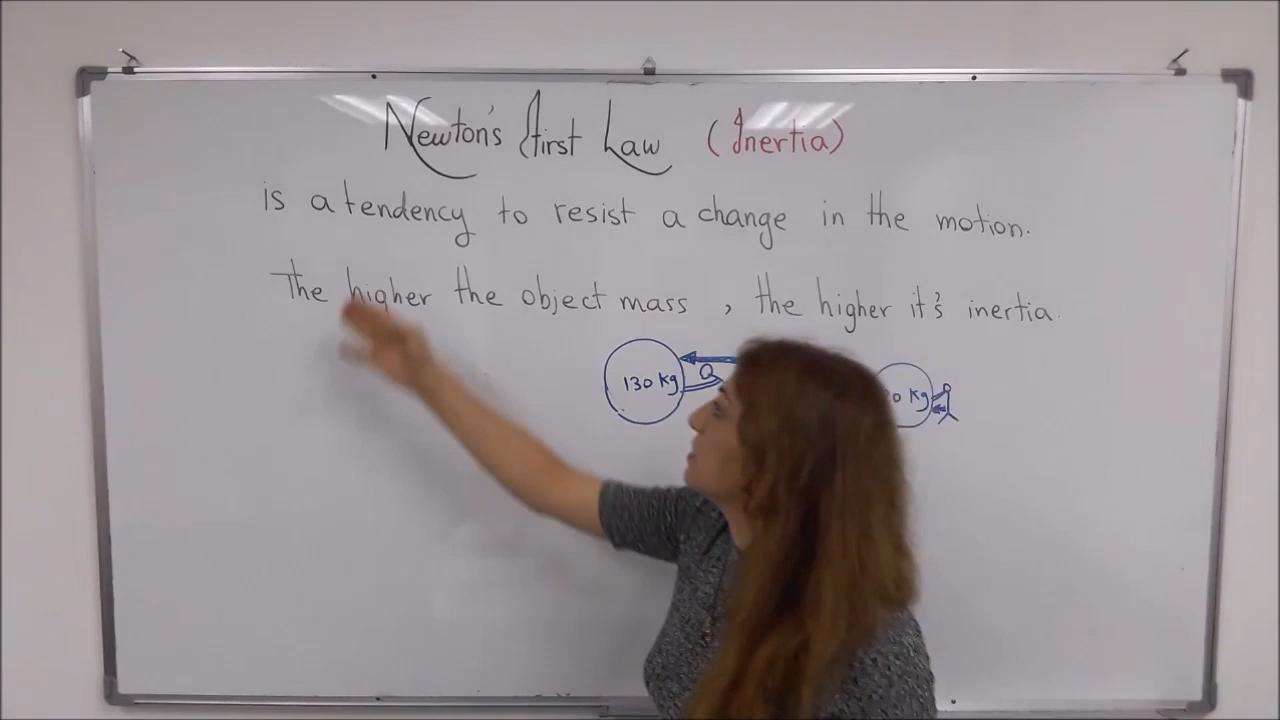 Newton's First Law (Inertia)
is a tendency to resist a change in the motion.
The higher the object mass, the higher it's inertia.
130 kg
kg